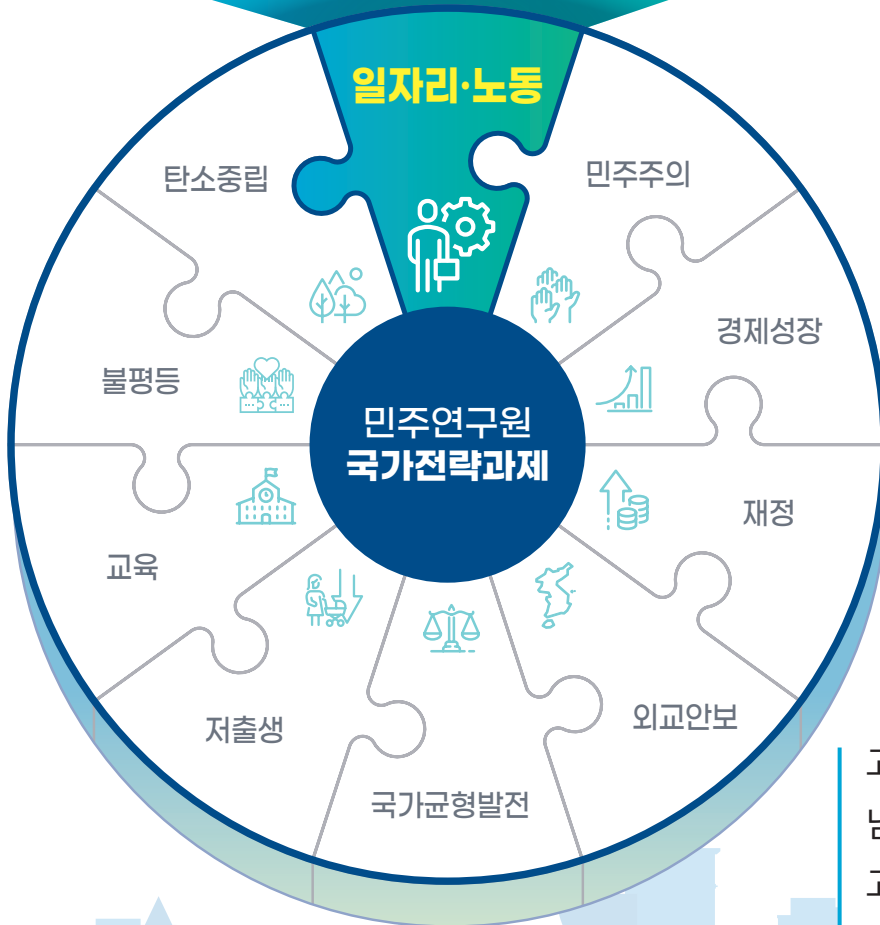 일자리·노동
민주주의
경제성장
재정
외교안보
국가균형발전
저출생
교육
불평등
탄소중립
민주연구원
국가전략과제